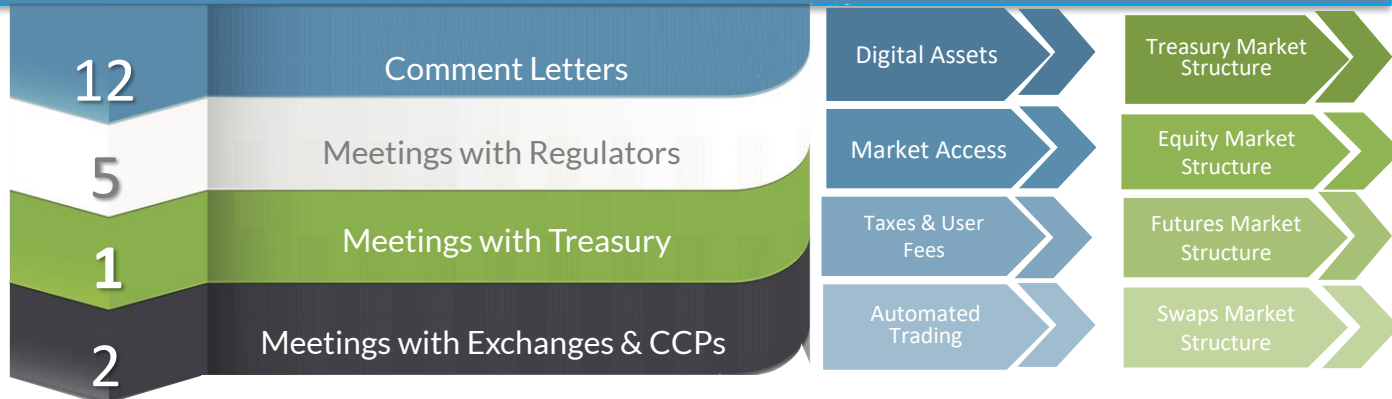 12
Comment Letters
5
Meetings with Regulators
1
Meetings with Treasury
2
Meetings with Exchanges & CCPs
Digital Assets
Market Access
Taxes & User
Fees
Automated
Trading
Treasury Market
Structure
Equity Market
Structure
Futures Market
Structure
Swaps Market
Structure